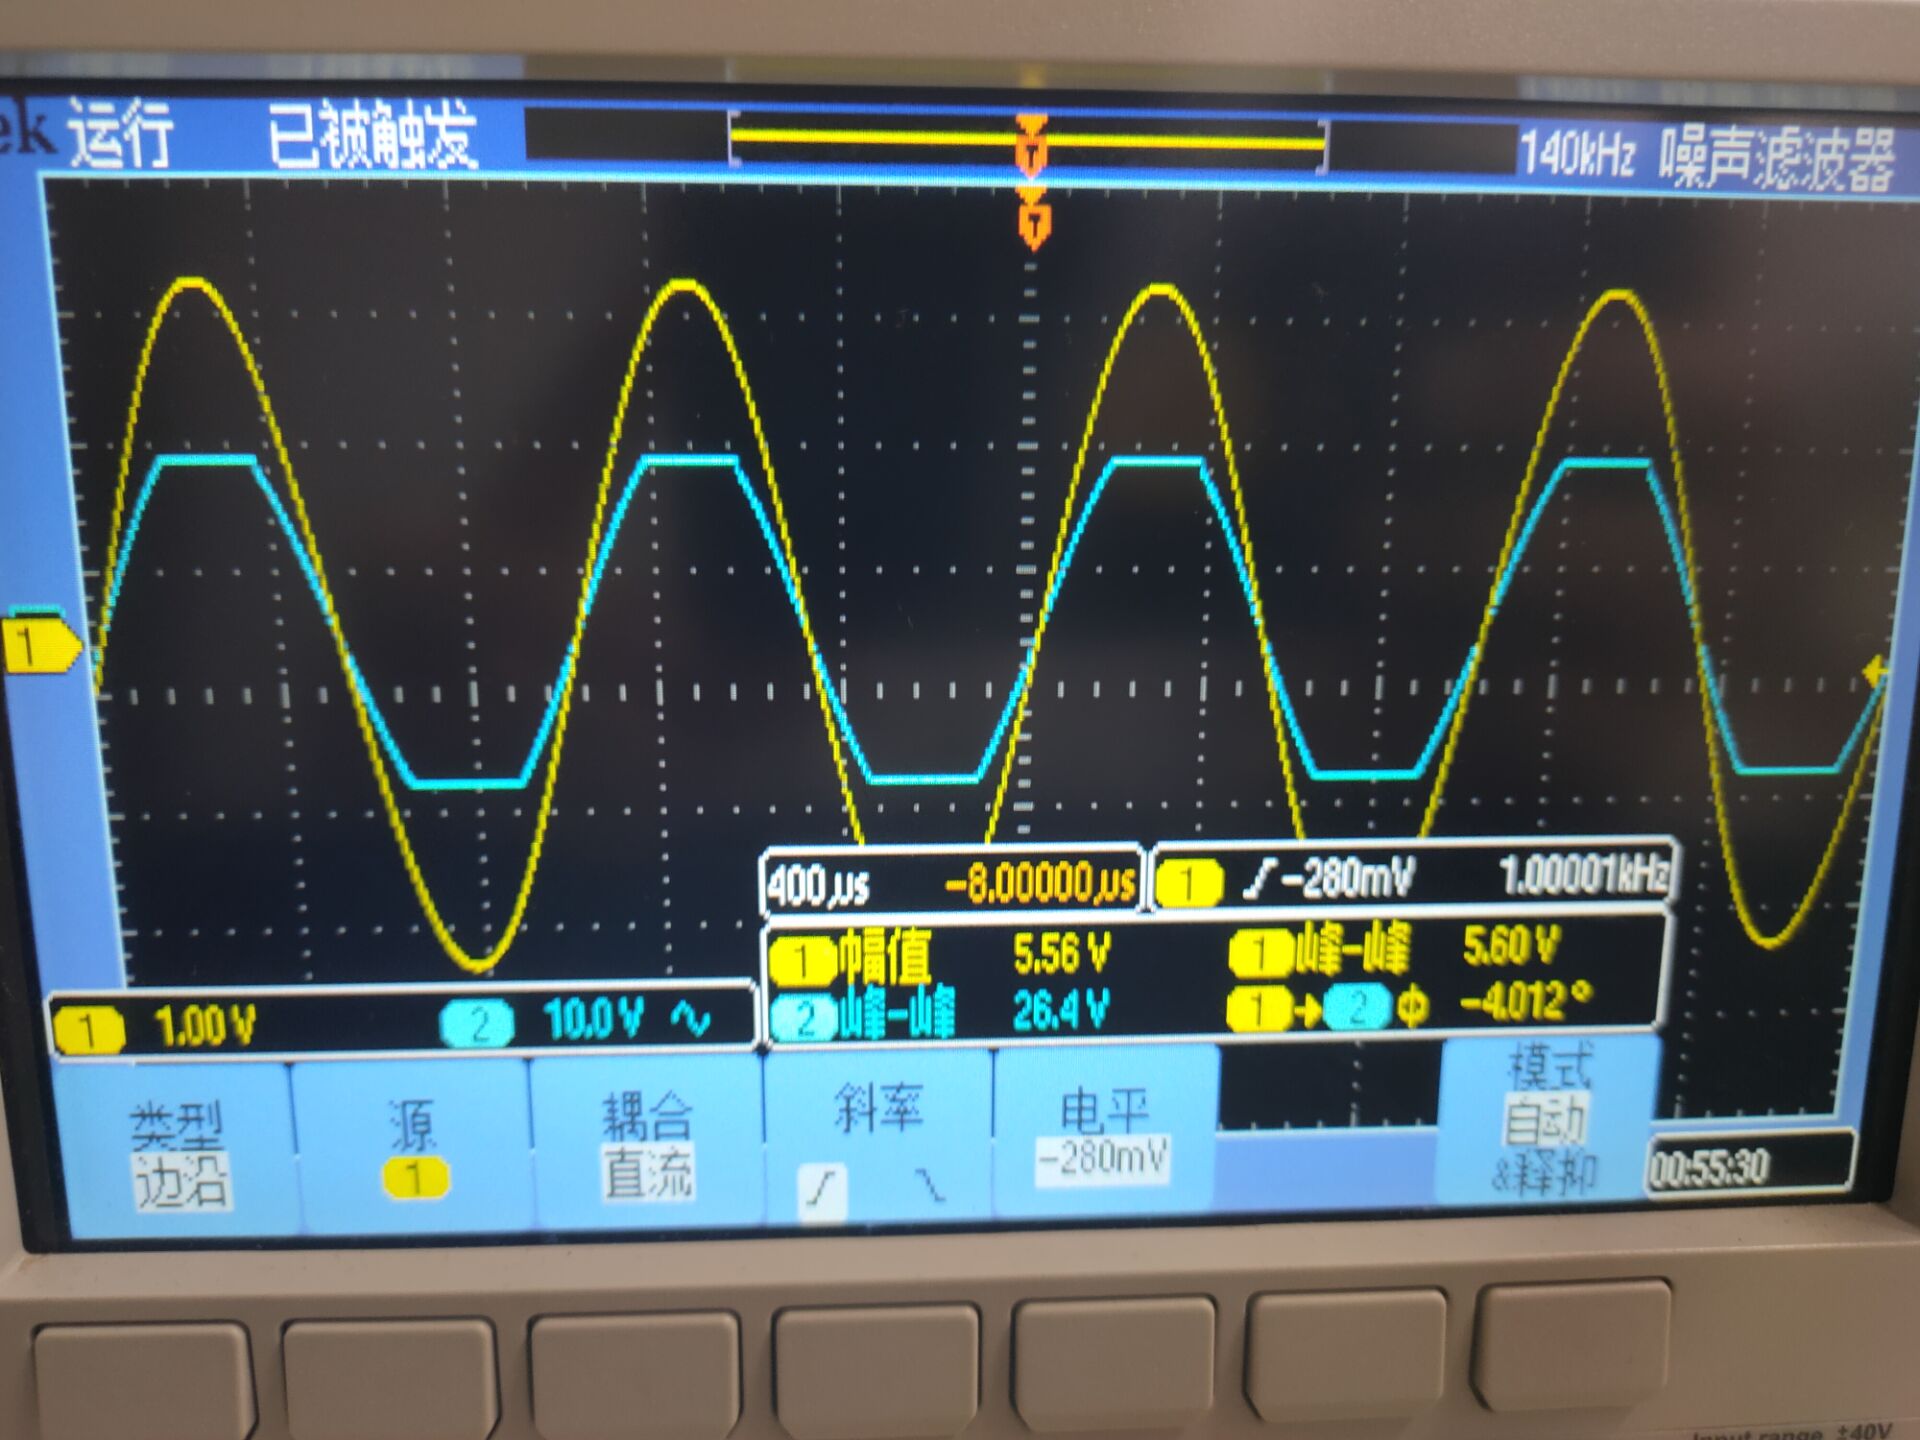 ek 运行 已被触发 140kHz 噪声滤波器
T
T
1
400µs -8.00000µs 1 -280mV 1.00001kHz
1 幅值 5.56 V 1 峰-峰 5.60 V
1 1.00 V 2 10.0 V 2 峰-峰 26.4 V 1→2 Φ -4.012°
类型 源 耦合 斜率 电平 模式
边沿 1 直流 -280mV 自动
&释抑 00:55:30
Input range ±40V